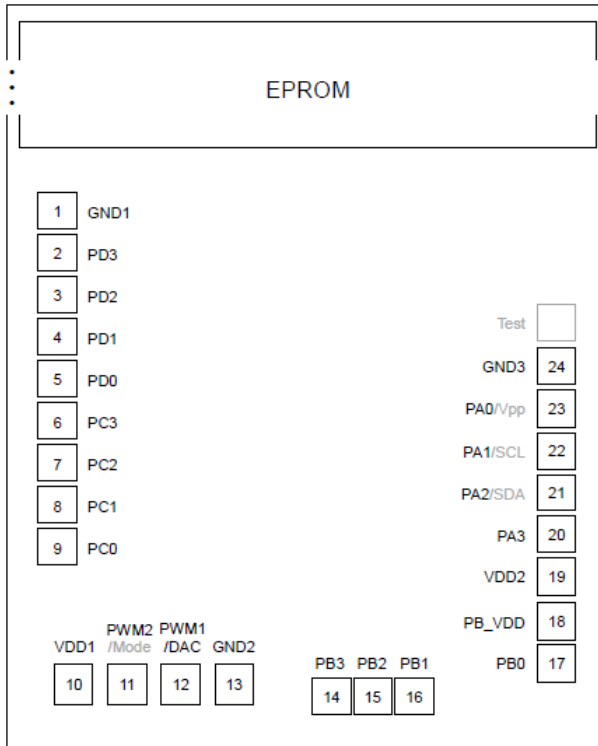 EPROM
1 GND1
2 PD3
3 PD2
4 PD1
5 PD0
6 PC3
7 PC2
8 PC1
9 PC0
Test
GND3 24
PA0/Vpp 23
PA1/SCL 22
PA2/SDA 21
PA3 20
VDD2 19
PB_VDD 18
PB0 17
PWM2 PWM1
VDD1 /Mode /DAC GND2
10 11 12 13
PB3 PB2 PB1
14 15 16